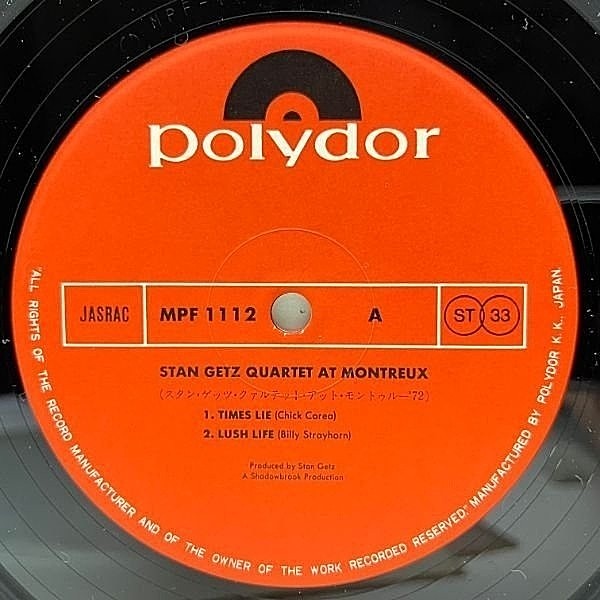 polydor
JASRAC
MPF 1112
A
ST 33
STAN GETZ QUARTET AT MONTREUX
(スタン・ゲッツ・クァルテット・アット・モントゥルー'72)
1. TIMES LIE (Chick Corea)
2. LUSH LIFE (Billy Strayhorn)
Produced by Stan Getz
A Shadowbrook Production
"ALL RIGHTS OF THE RECORD MANUFACTURER AND OF THE OWNER OF THE WORK RECORDED RESERVED." MANUFACTURED BY POLYDOR K.K., JAPAN.